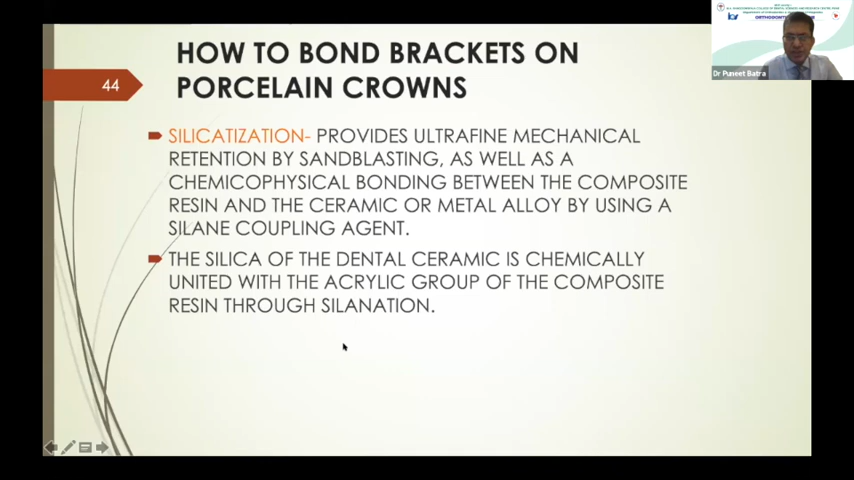 HOW TO BOND BRACKETS ON
PORCELAIN CROWNS
44
SILICATIZATION- PROVIDES ULTRAFINE MECHANICAL
RETENTION BY SANDBLASTING, AS WELL AS A
CHEMICOPHYSICAL BONDING BETWEEN THE COMPOSITE
RESIN AND THE CERAMIC OR METAL ALLOY BY USING A
SILANE COUPLING AGENT.
THE SILICA OF THE DENTAL CERAMIC IS CHEMICALLY
UNITED WITH THE ACRYLIC GROUP OF THE COMPOSITE
RESIN THROUGH SILANATION.
Dr Puneet Batra